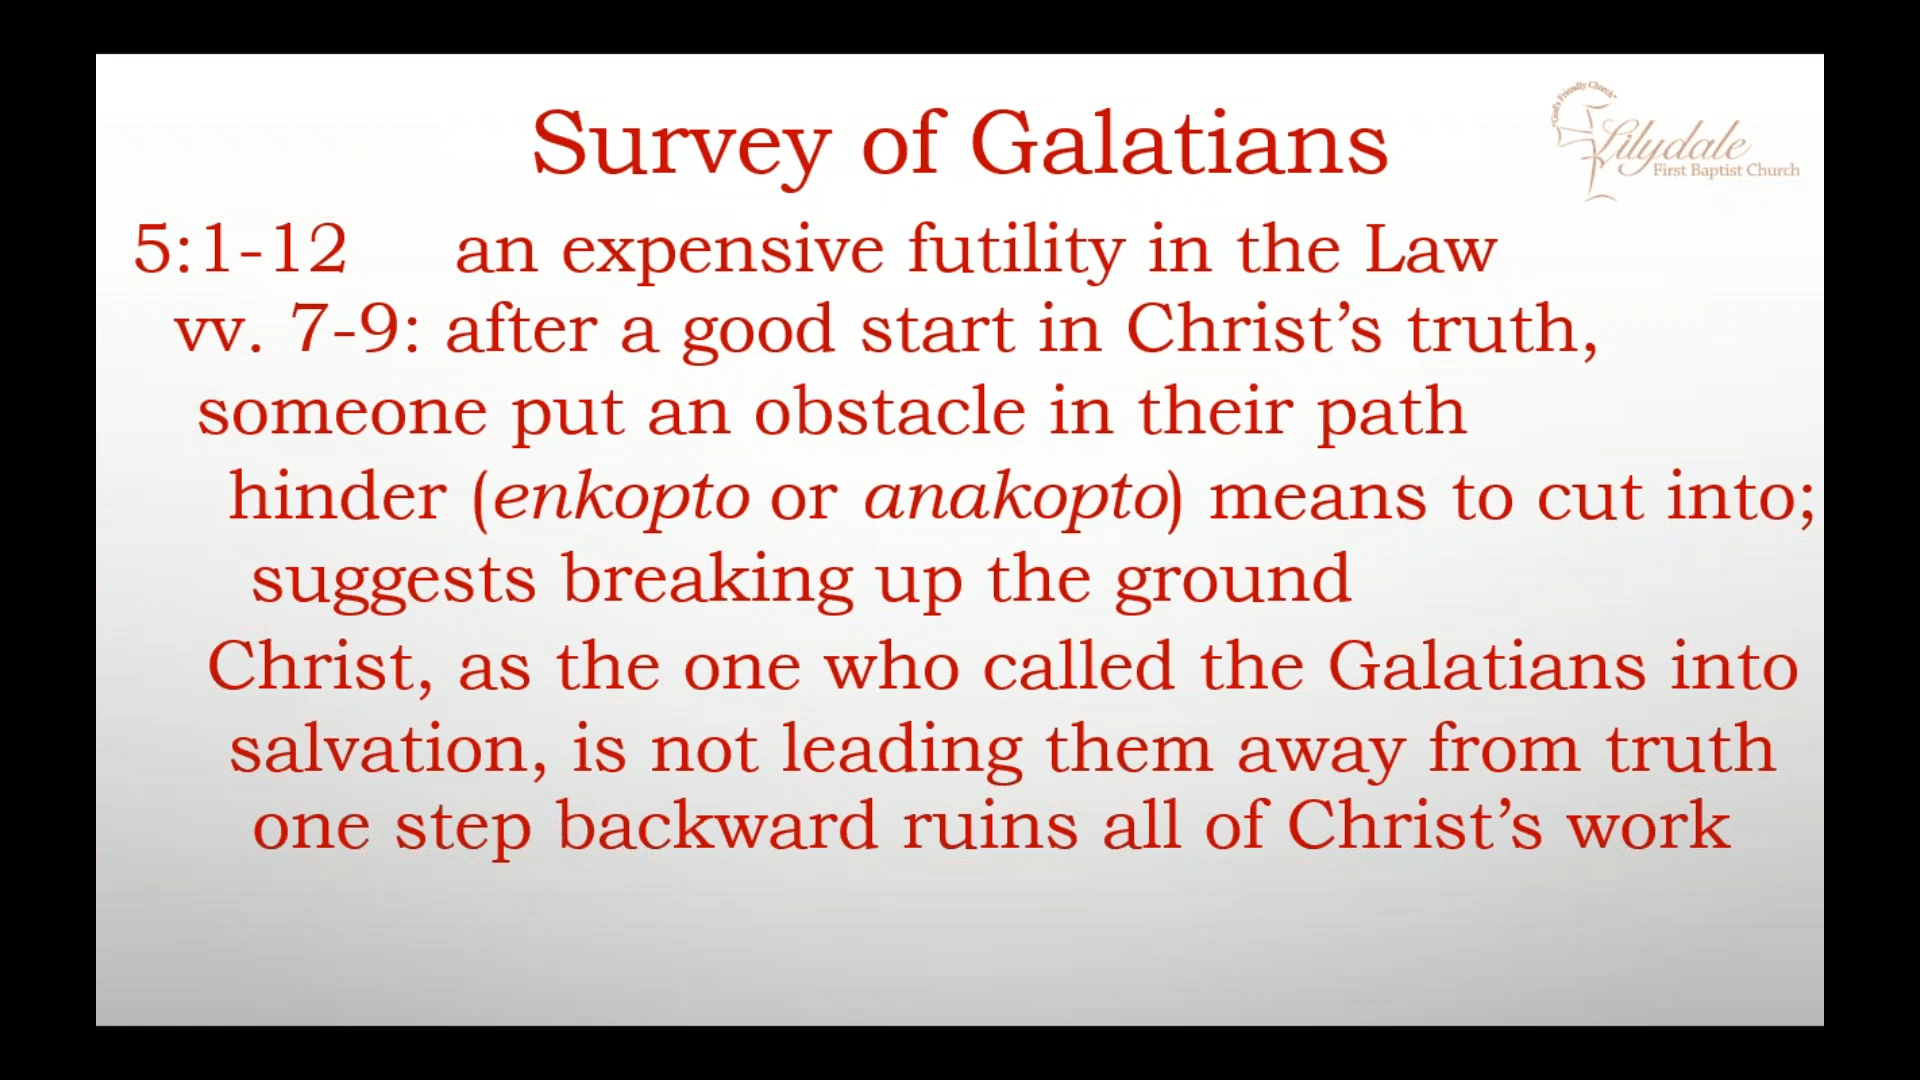 Survey of Galatians
"God's Friendly Church"
Lilydale
First Baptist Church
5:1-12 an expensive futility in the Law
vv. 7-9: after a good start in Christ’s truth,
someone put an obstacle in their path
hinder (enkopto or anakopto) means to cut into;
suggests breaking up the ground
Christ, as the one who called the Galatians into
salvation, is not leading them away from truth
one step backward ruins all of Christ’s work